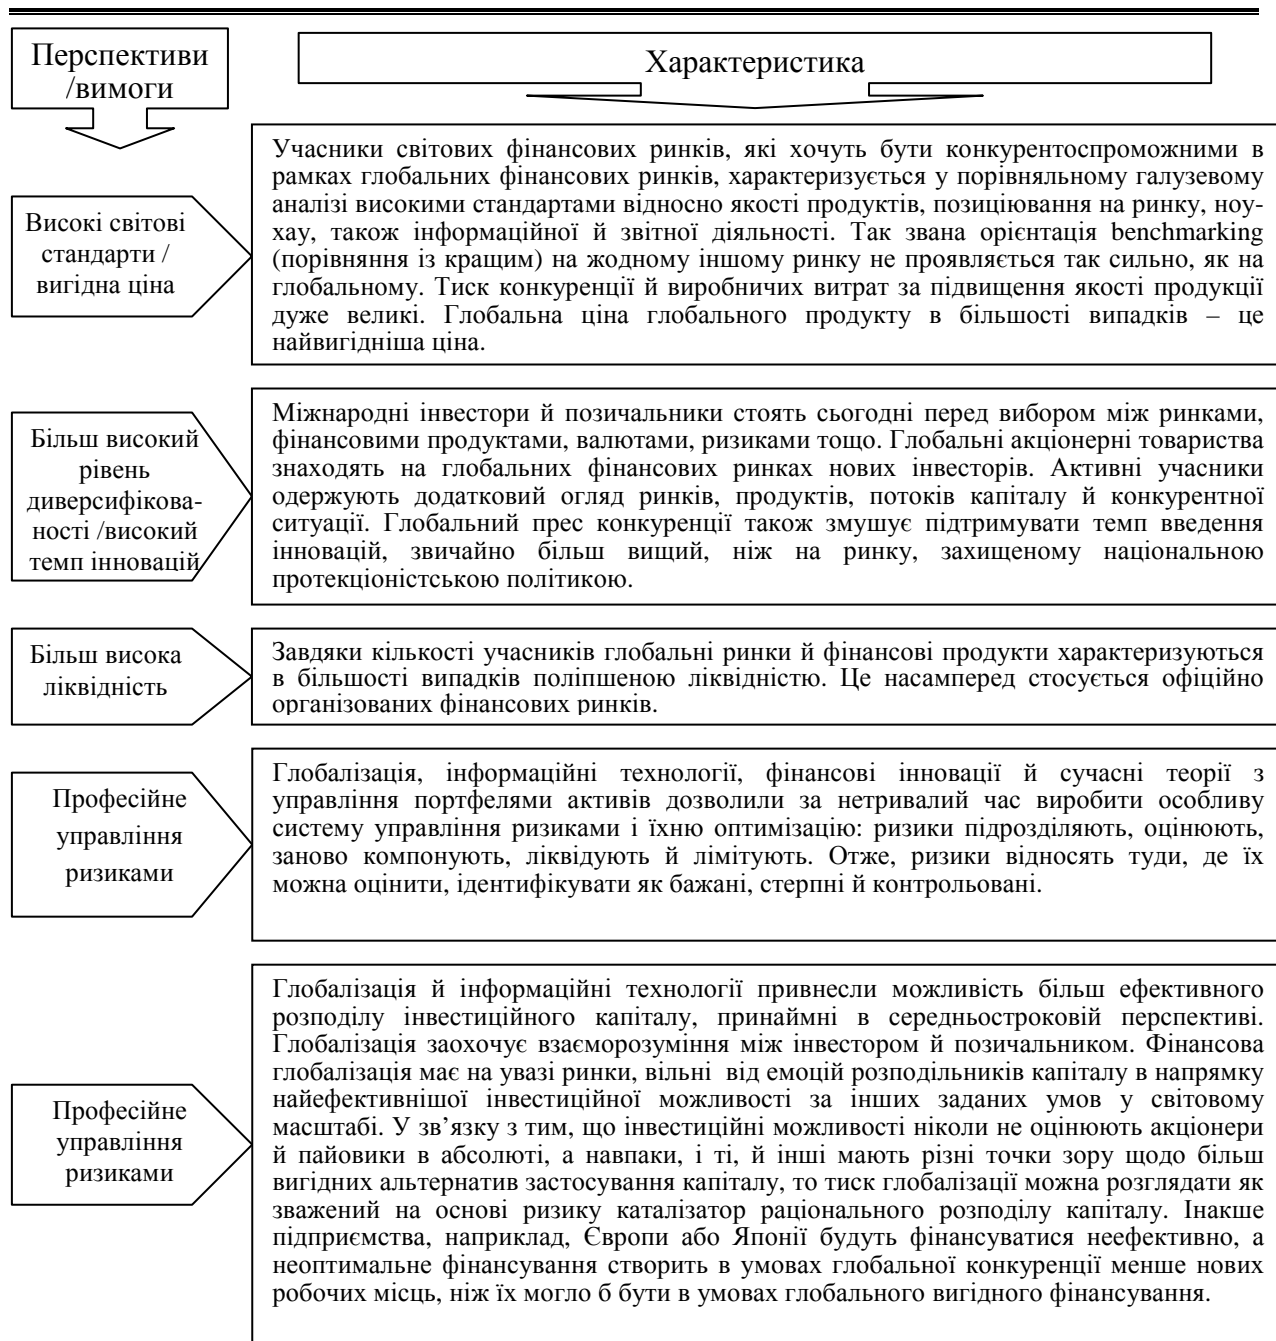 Перспективи
/вимоги
Характеристика
Високі світові
стандарти /
вигідна ціна
Учасники світових фінансових ринків, які хочуть бути конкурентоспроможними в
рамках глобальних фінансових ринків, характеризується у порівняльному галузевому
аналізі високими стандартами відносно якості продуктів, позиціювання на ринку, ноу-
хау, також інформаційної й звітної діяльності. Так звана орієнтація benchmarking
(порівняння із кращим) на жодному іншому ринку не проявляється так сильно, як на
глобальному. Тиск конкуренції й виробничих витрат за підвищення якості продукції
дуже великі. Глобальна ціна глобального продукту в більшості випадків – це
найвигідніша ціна.
Більш високий
рівень
диверсифікова-
ності /високий
темп інновацій
Міжнародні інвестори й позичальники стоять сьогодні перед вибором між ринками,
фінансовими продуктами, валютами, ризиками тощо. Глобальні акціонерні товариства
знаходять на глобальних фінансових ринках нових інвесторів. Активні учасники
одержують додатковий огляд ринків, продуктів, потоків капіталу й конкурентної
ситуації. Глобальний прес конкуренції також змушує підтримувати темп введення
інновацій, звичайно більш вищий, ніж на ринку, захищеному національною
протекціоністською політикою.
Більш висока
ліквідність
Завдяки кількості учасників глобальні ринки й фінансові продукти характеризуються
в більшості випадків поліпшеною ліквідністю. Це насамперед стосується офіційно
організованих фінансових ринків.
Професійне
управління
ризиками
Глобалізація, інформаційні технології, фінансові інновації й сучасні теорії з
управління портфелями активів дозволили за нетривалий час виробити особливу
систему управління ризиками і їхню оптимізацію: ризики підрозділяють, оцінюють,
заново компонують, ліквідують й лімітують. Отже, ризики відносять туди, де їх
можна оцінити, ідентифікувати як бажані, стерпні й контрольовані.
Професійне
управління
ризиками
Глобалізація й інформаційні технології привнесли можливість більш ефективного
розподілу інвестиційного капіталу, принаймні в середньостроковій перспективі.
Глобалізація заохочує взаєморозуміння між інвестором й позичальником. Фінансова
глобалізація має на увазі ринки, вільні від емоцій розподільників капіталу в напрямку
найефективнішої інвестиційної можливості за інших заданих умов у світовому
масштабі. У зв’язку з тим, що інвестиційні можливості ніколи не оцінюють акціонери
й пайовики в абсолюті, а навпаки, і ті, й інші мають різні точки зору щодо більш
вигідних альтернатив застосування капіталу, то тиск глобалізації можна розглядати як
зважений на основі ризику каталізатор раціонального розподілу капіталу. Інакше
підприємства, наприклад, Європи або Японії будуть фінансуватися неефективно, а
неоптимальне фінансування створить в умовах глобальної конкуренції менше нових
робочих місць, ніж їх могло б бути в умовах глобального вигідного фінансування.